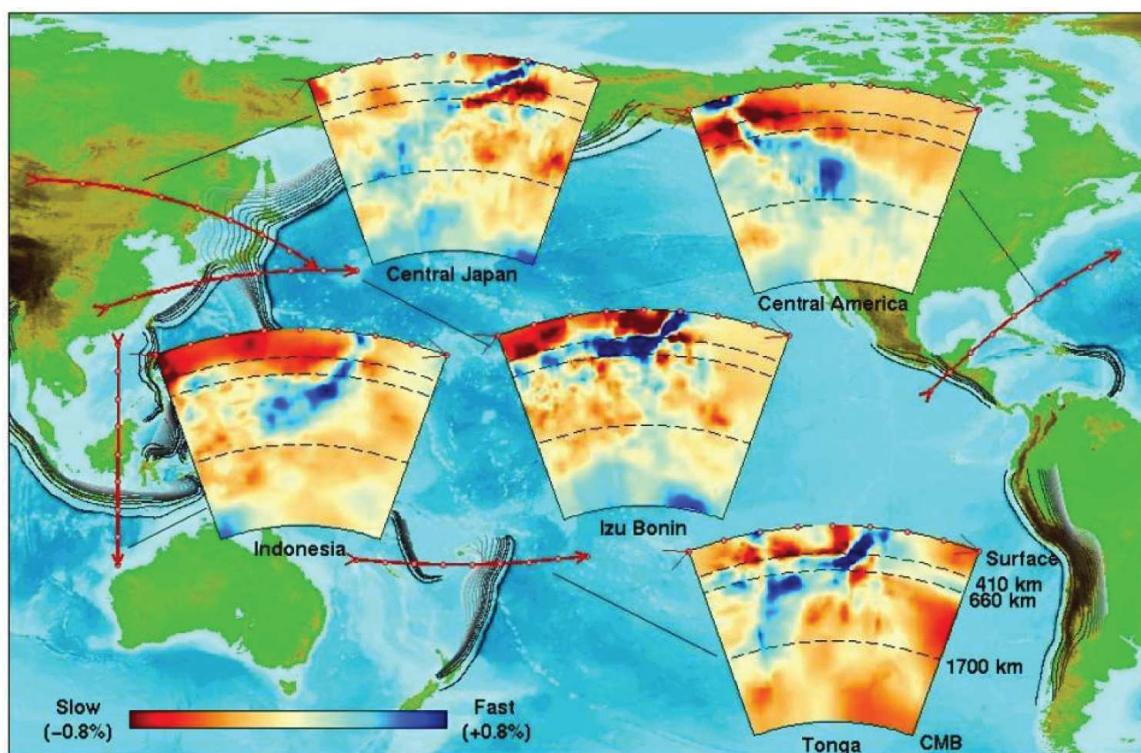 Central Japan
Central America
Indonesia
Izu Bonin
Surface
410 km
660 km
1700 km
Slow
(−0.8%)
Fast
(+0.8%)
Tonga
CMB